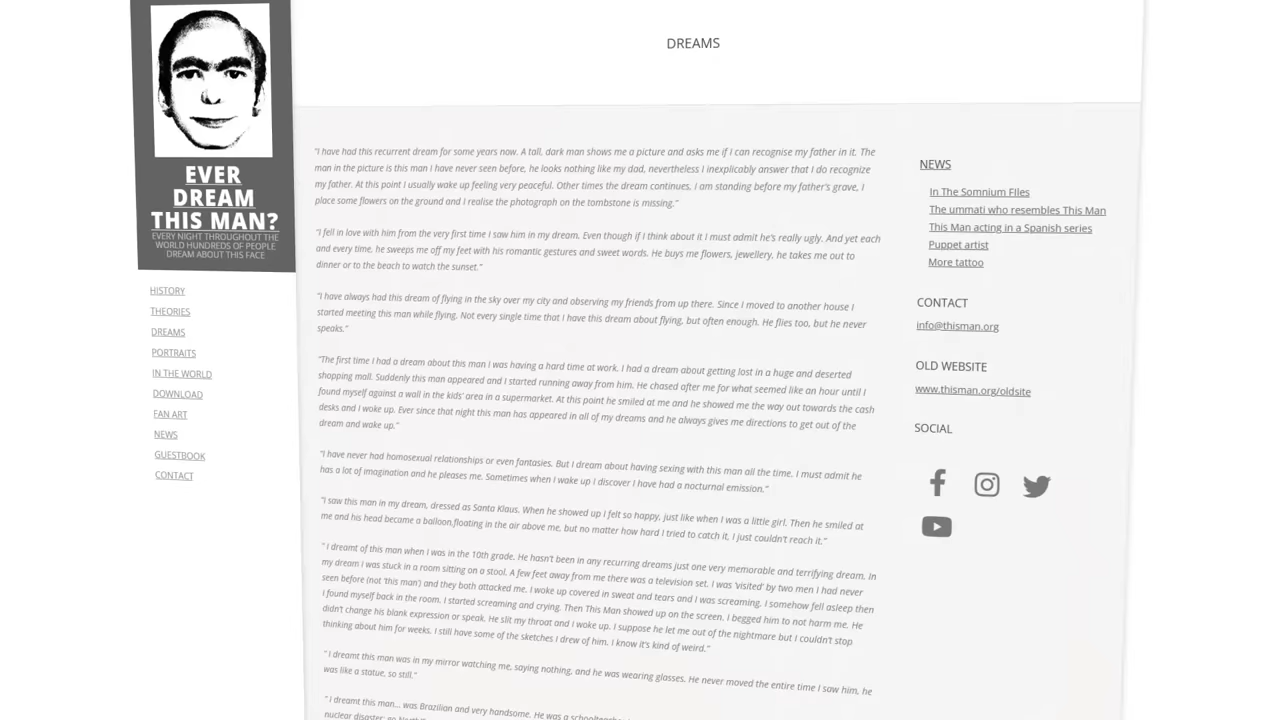 EVER
DREAM
THIS MAN?
EVERY NIGHT THROUGHOUT THE
WORLD HUNDREDS OF PEOPLE
DREAM ABOUT THIS FACE
HISTORY
THEORIES
DREAMS
PORTRAITS
IN THE WORLD
DOWNLOAD
FAN ART
NEWS
GUESTBOOK
CONTACT
DREAMS
"I have had this recurrent dream for some years now. A tall, dark man shows me a picture and asks me if I can recognise my father in it. The
man in the picture is this man I have never seen before, he looks nothing like my dad, nevertheless I inexplicably answer that I do recognize
my father. At this point I usually wake up feeling very peaceful. Other times the dream continues, I am standing before my father's grave, I
place some flowers on the ground and I realise the photograph on the tombstone is missing."
"I fell in love with him from the very first time I saw him in my dream. Even though if I think about it I must admit he's really ugly. And yet each
and every time, he sweeps me off my feet with his romantic gestures and sweet words. He buys me flowers, jewellery, he takes me out to
dinner or to the beach to watch the sunset."
"I have always had this dream of flying in the sky over my city and observing my friends from up there. Since I moved to another house I
started meeting this man while flying. Not every single time that I have this dream about flying, but often enough. He flies too, but he never
speaks."
"The first time I had a dream about this man I was having a hard time at work. I had a dream about getting lost in a huge and deserted
shopping mall. Suddenly this man appeared and I started running away from him. He chased after me for what seemed like an hour until I
found myself against a wall in the kids' area in a supermarket. At this point he smiled at me and he showed me the way out towards the cash
desks and I woke up. Ever since that night this man has appeared in all of my dreams and he always gives me directions to get out of the
dream and wake up."
"I have never had homosexual relationships or even fantasies. But I dream about having sexing with this man all the time. I must admit he
has a lot of imagination and he pleases me. Sometimes when I wake up I discover I have had a nocturnal emission."
"I saw this man in my dream, dressed as Santa Klaus. When he showed up I felt so happy, just like when I was a little girl. Then he smiled at
me and his head became a balloon,floating in the air above me, but no matter how hard I tried to catch it, I just couldn't reach it."
" I dreamt of this man when I was in the 10th grade. He hasn't been in any recurring dreams just one very memorable and terrifying dream. In
my dream i was stuck in a room sitting on a stool. A few feet away from me there was a television set. I was 'visited' by two men I had never
seen before (not 'this man') and they both attacked me. I woke up covered in sweat and tears and I was screaming. I somehow fell asleep then
I found myself back in the room. I started screaming and crying. Then This Man showed up on the screen. I begged him to not harm me. He
didn't change his blank expression or speak. He slit my throat and I woke up. I suppose he let me out of the nightmare but I couldn't stop
thinking about him for weeks. I still have some of the sketches I drew of him. I know it's kind of weird."
" I dreamt this man was in my mirror watching me, saying nothing, and he was wearing glasses. He never moved the entire time I saw him, he
was like a statue, so still."
" I dreamt this man... was Brazilian and very handsome. He was a
nuclear disaster: go
NEWS
In The Somnium FIles
The ummati who resembles This Man
This Man acting in a Spanish series
Puppet artist
More tattoo
CONTACT
info@thisman.org
OLD WEBSITE
www.thisman.org/oldsite
SOCIAL